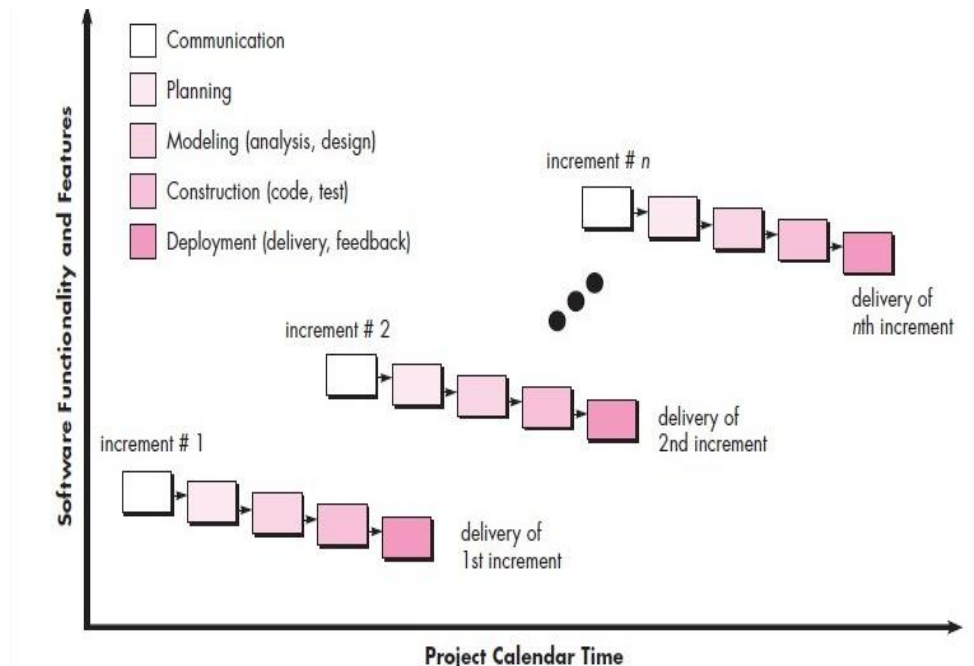 Software Functionality and Features
Communication
Planning
Modeling (analysis, design)
Construction (code, test)
Deployment (delivery, feedback)
increment # n
delivery of
nth increment
increment # 2
delivery of
2nd increment
increment # 1
delivery of
1st increment
Project Calendar Time